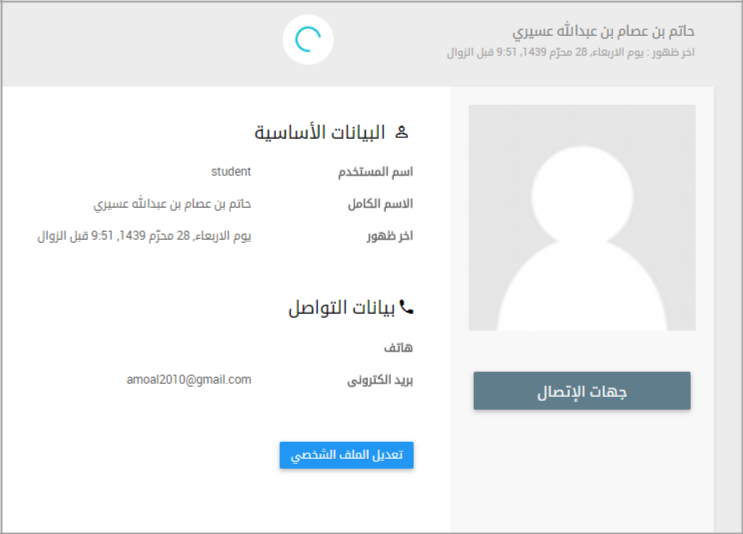 حاتم بن عصام بن عبدالله عسيري
اخر ظهور : يوم الاربعاء, 28 محرّم 1439, 9:51 قبل الزوال
البيانات الأساسية
اسم المستخدم student
الاسم الكامل حاتم بن عصام بن عبدالله عسيري
اخر ظهور يوم الاربعاء, 28 محرّم 1439, 9:51 قبل الزوال
بيانات التواصل
هاتف
بريد الكترونى amoal2010@gmail.com
تعديل الملف الشخصي
جهات الإتصال